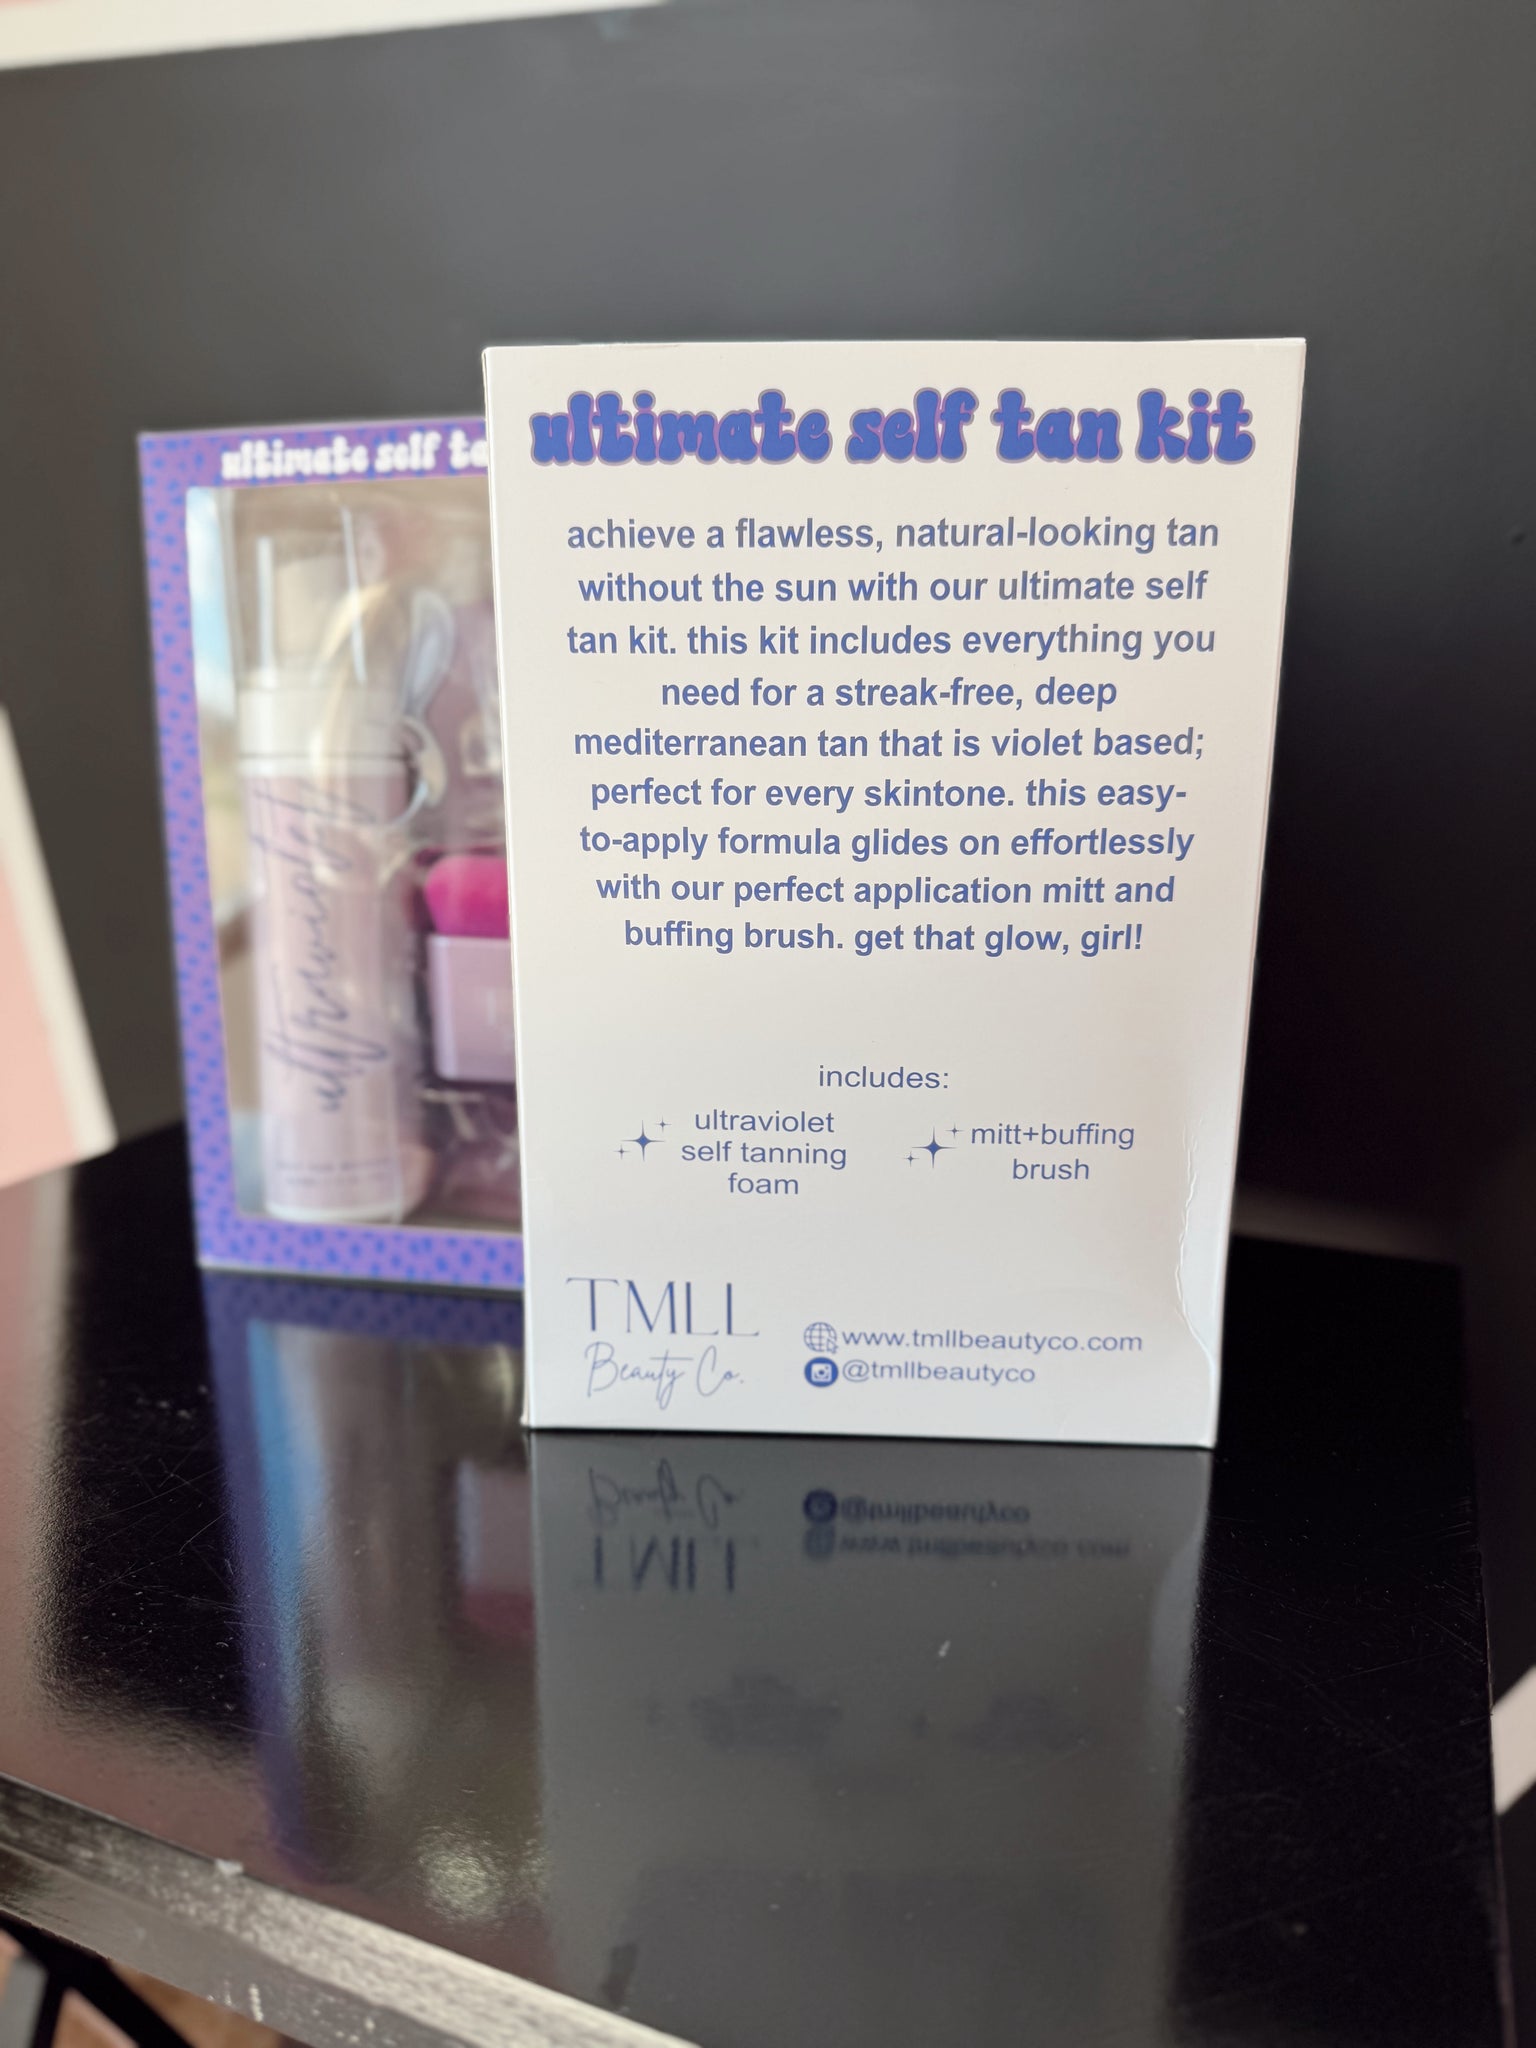 ultimate self ta
ultraviolet
ultimate self tan kit
achieve a flawless, natural-looking tan
without the sun with our ultimate self
tan kit. this kit includes everything you
need for a streak-free, deep
mediterranean tan that is violet based;
perfect for every skintone. this easy-
to-apply formula glides on effortlessly
with our perfect application mitt and
buffing brush. get that glow, girl!
includes:
ultraviolet
self tanning
foam
mitt+buffing
brush
TMLL
Beauty Co.
www.tmllbeautyco.com
@tmllbeautyco